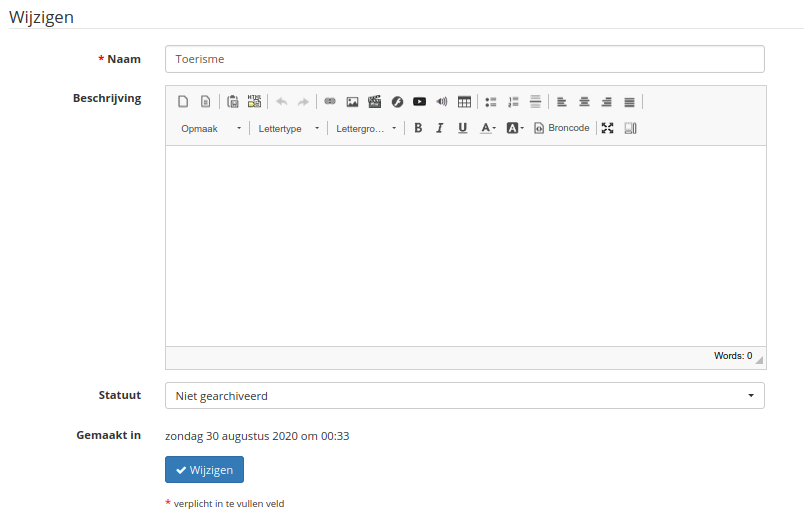 Wijzigen
* Naam Toerisme
Beschrijving
Opmaak Lettertype Lettergro... B I U A A Broncode
Words: 0
Statuut Niet gearchiveerd
Gemaakt in zondag 30 augustus 2020 om 00:33
Wijzigen
* verplicht in te vullen veld